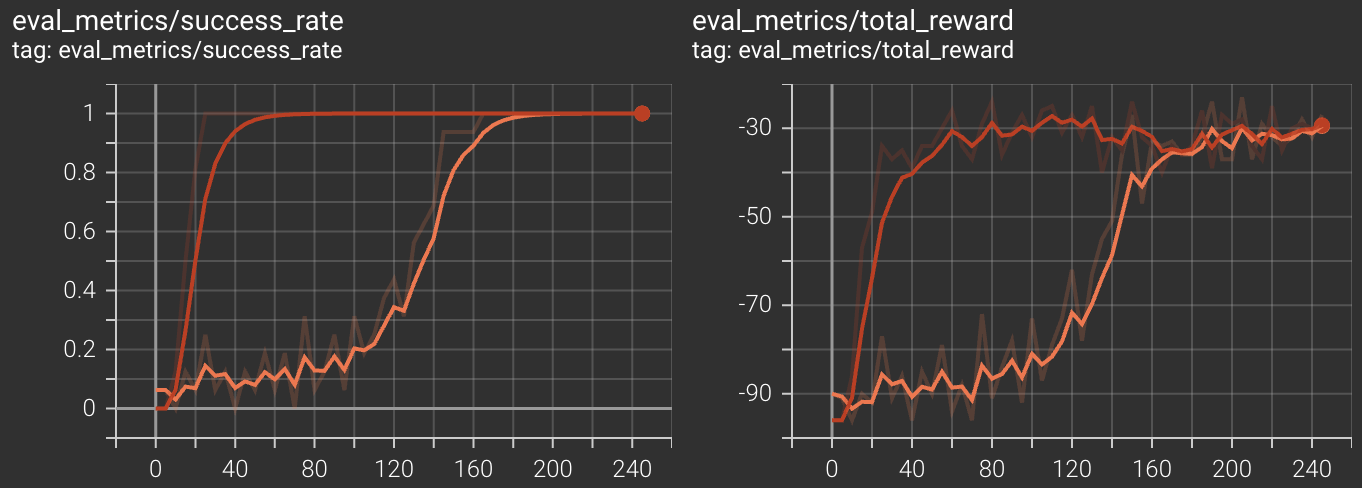 eval_metrics/success_rate
tag: eval_metrics/success_rate
1
0.8
0.6
0.4
0.2
0
0 40 80 120 160 200 240
eval_metrics/total_reward
tag: eval_metrics/total_reward
-30
-50
-70
-90
0 40 80 120 160 200 240